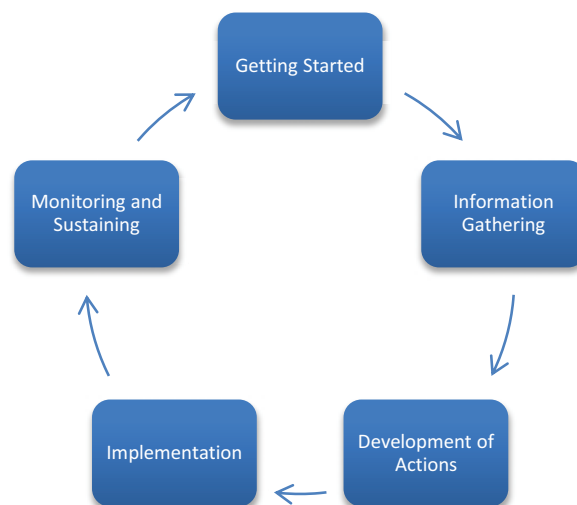 Getting Started
Information
Gathering
Development of
Actions
Implementation
Monitoring and
Sustaining